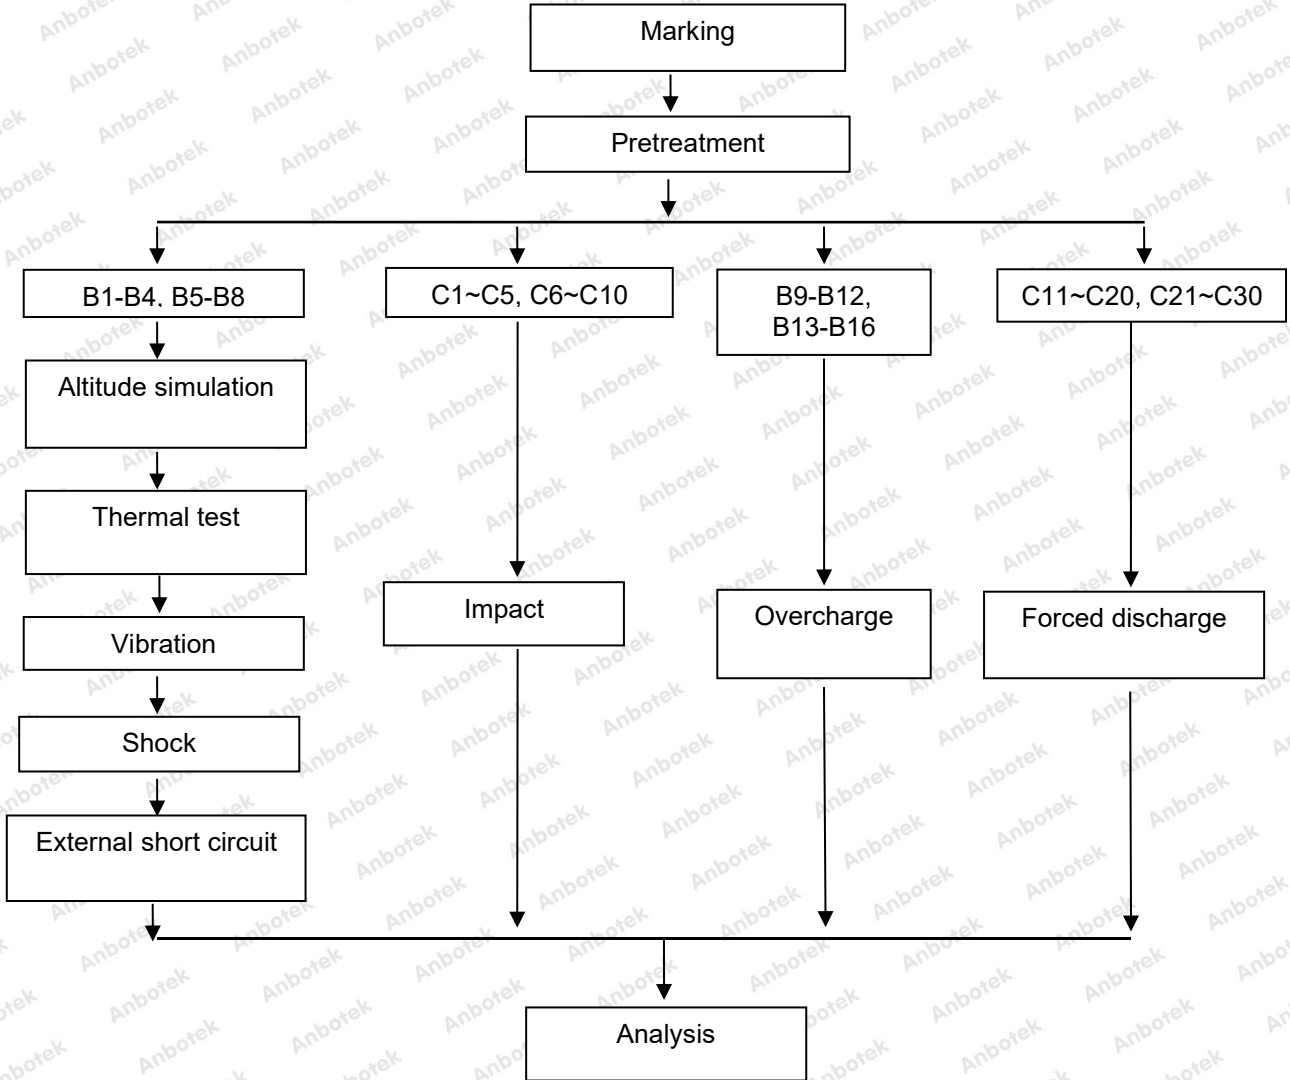 Marking
Pretreatment
B1-B4, B5-B8
C1~C5, C6~C10
B9-B12,
B13-B16
C11~C20, C21~C30
Altitude simulation
Thermal test
Vibration
Shock
External short circuit
Impact
Overcharge
Forced discharge
Analysis
Anbotek